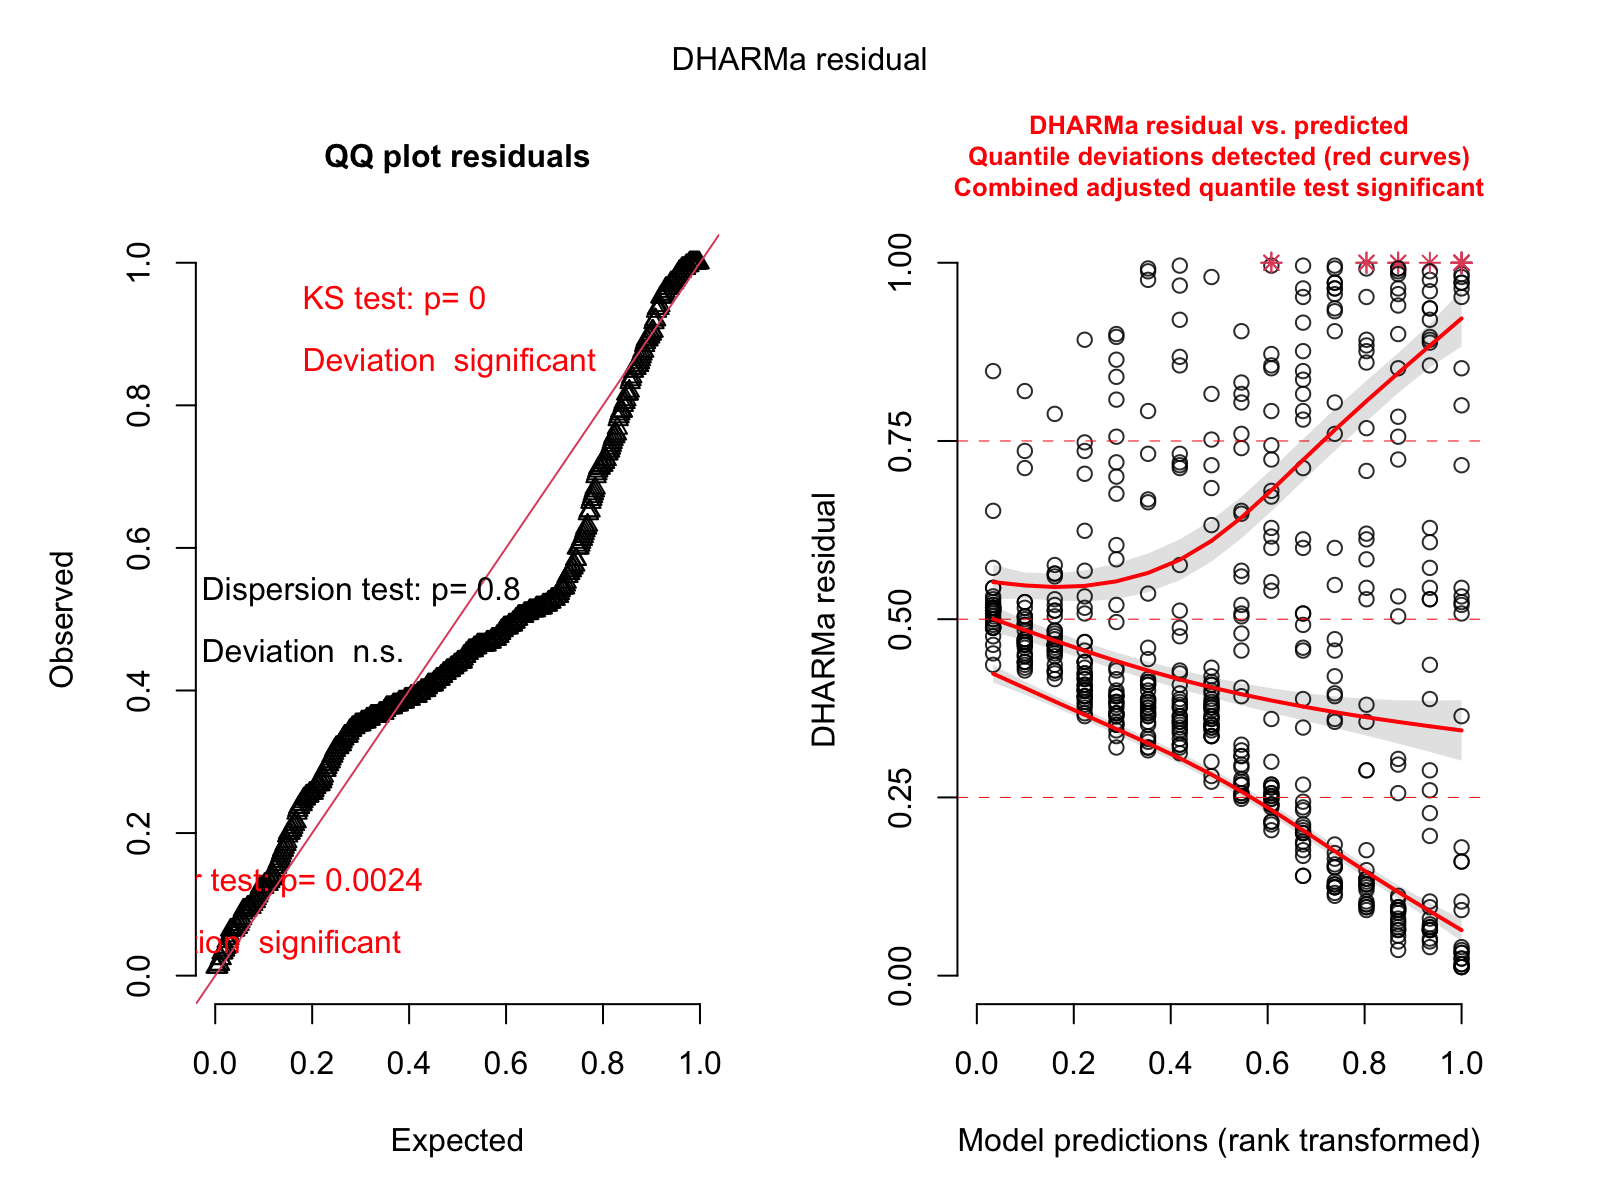 DHARMa residual
QQ plot residuals
KS test: p= 0
Deviation  significant
Dispersion test: p= 0.8
Deviation  n.s.
r test: p= 0.0024
tion  significant
Observed
0.0
0.2
0.4
0.6
0.8
1.0
0.0 0.2 0.4 0.6 0.8 1.0
Expected
DHARMa residual vs. predicted
Quantile deviations detected (red curves)
Combined adjusted quantile test significant
DHARMa residual
0.00
0.25
0.50
0.75
1.00
0.0 0.2 0.4 0.6 0.8 1.0
Model predictions (rank transformed)